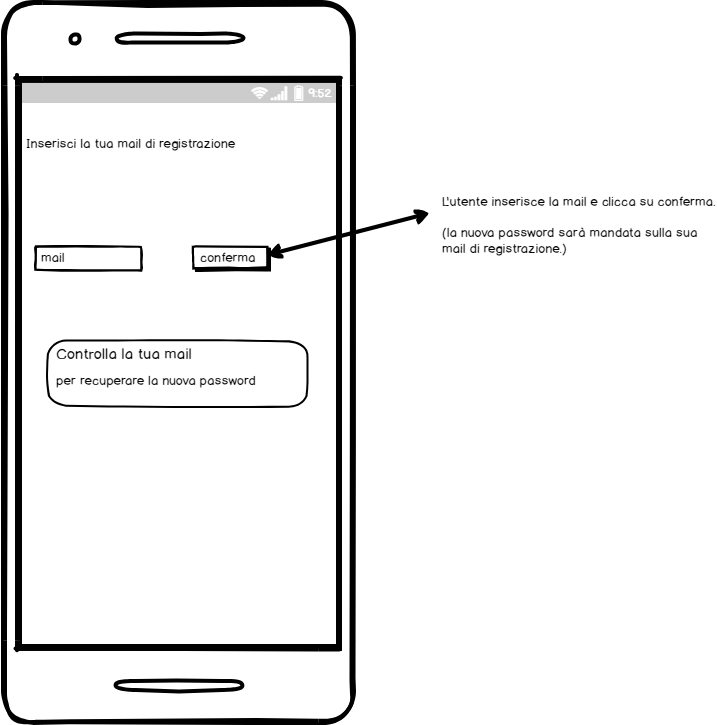 9:52
Inserisci la tua mail di registrazione
L'utente inserisce la mail e clicca su conferma.
(la nuova password sarà mandata sulla sua
mail di registrazione.)
mail
conferma
Controlla la tua mail
per recuperare la nuova password